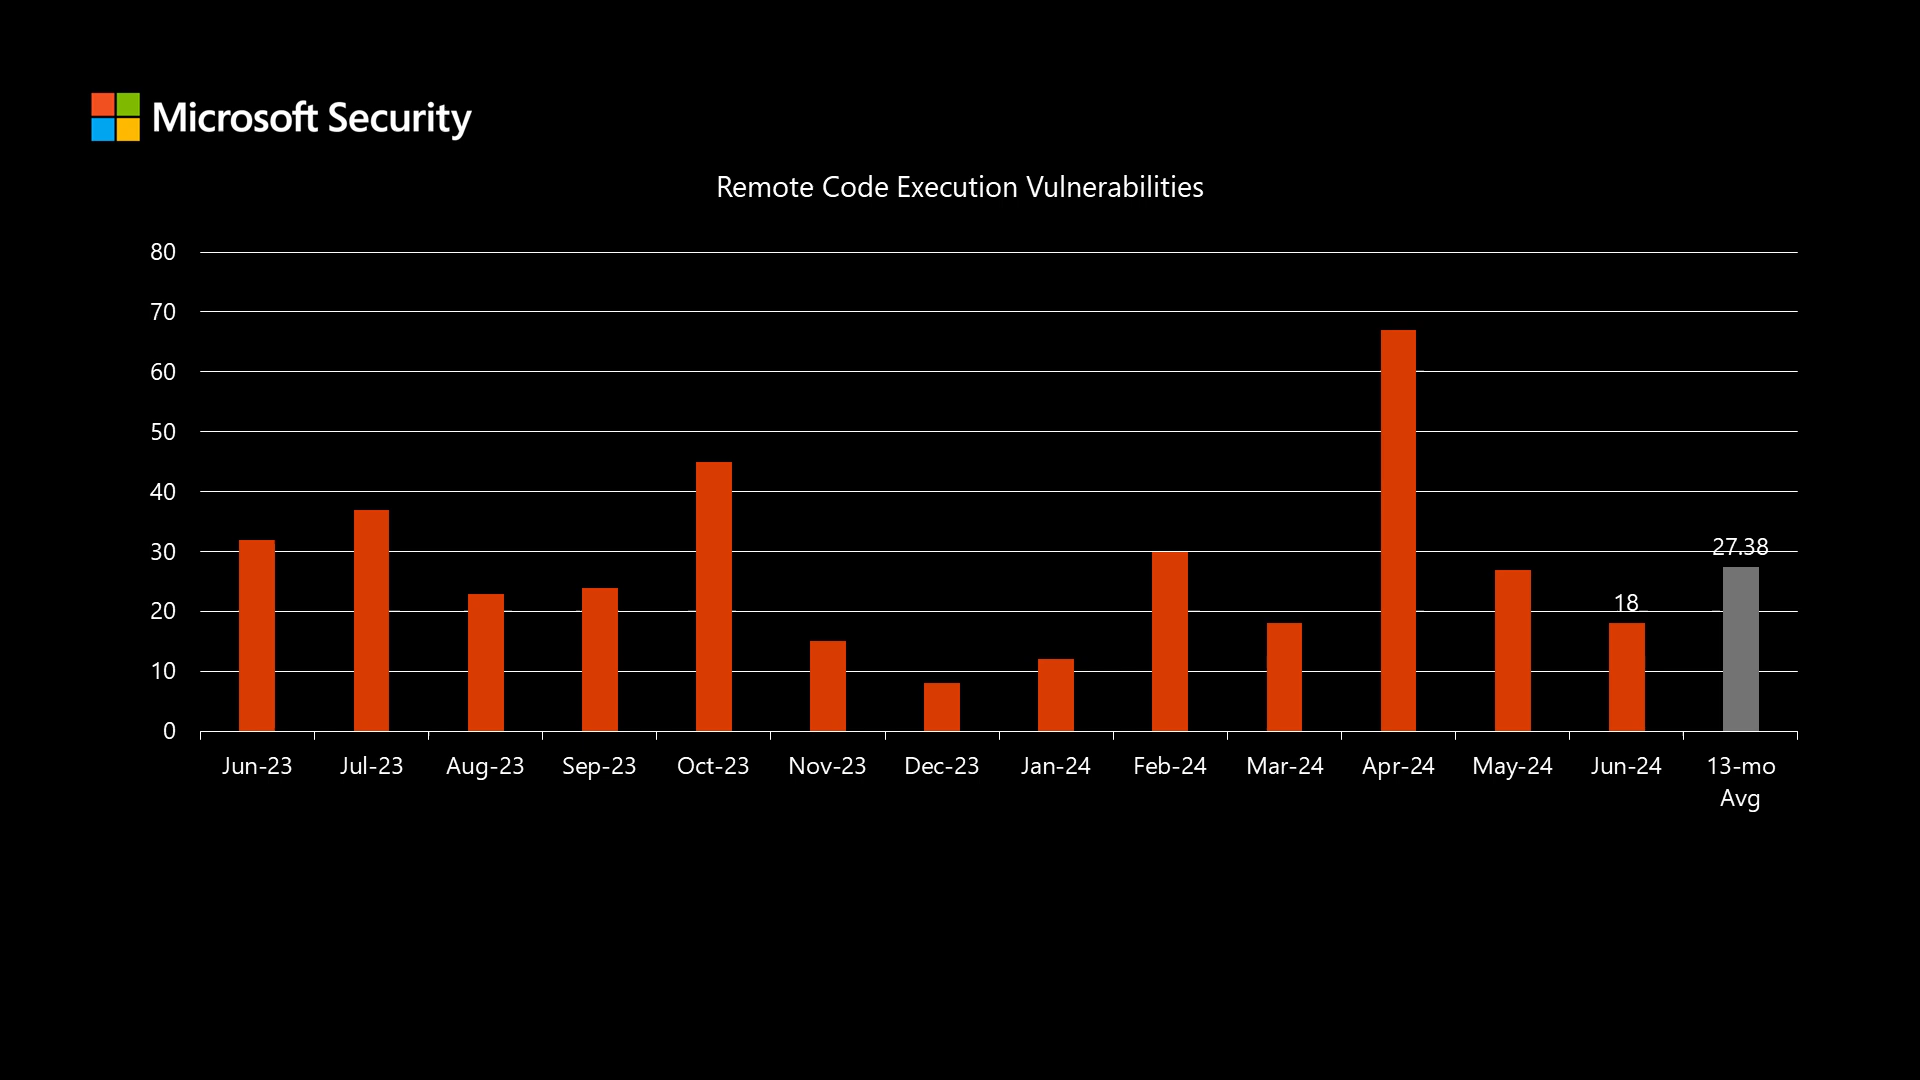 Microsoft Security
Remote Code Execution Vulnerabilities
80
70
60
50
40
30
20
10
0
27.38
18
Jun-23 Jul-23 Aug-23 Sep-23 Oct-23 Nov-23 Dec-23 Jan-24 Feb-24 Mar-24 Apr-24 May-24 Jun-24 13-mo
Avg